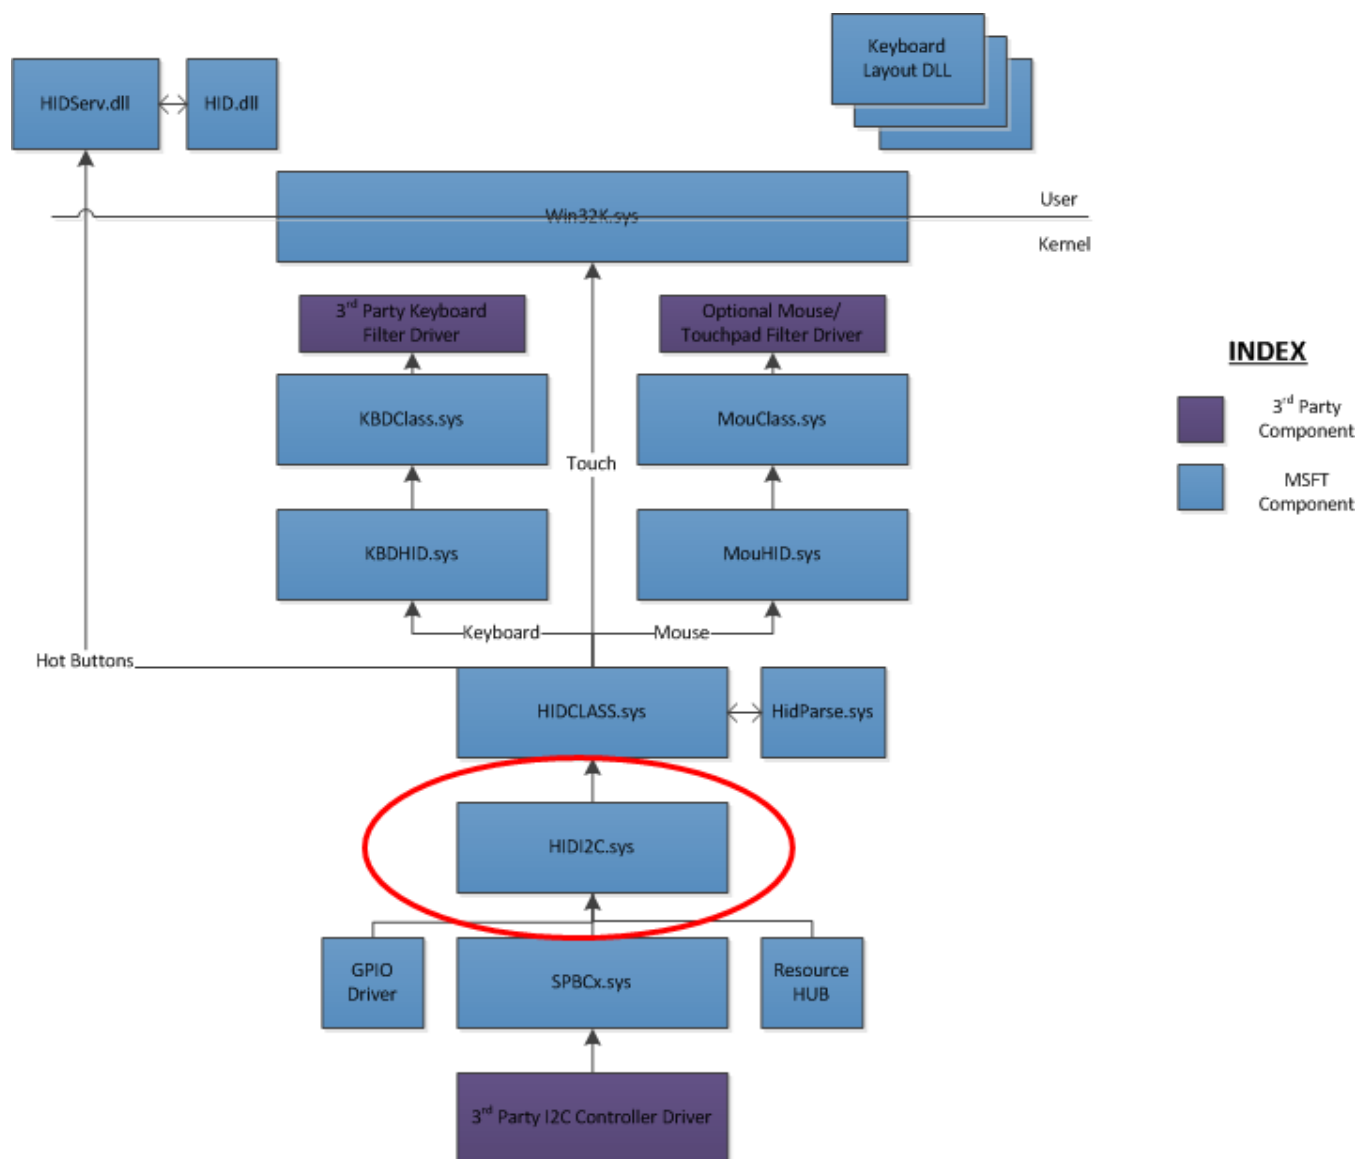 Keyboard
Layout DLL
HIDServ.dll
HID.dll
Win32K.sys
User
Kernel
3rd Party Keyboard
Filter Driver
Optional Mouse/
Touchpad Filter Driver
INDEX
3rd Party
Component
MSFT
Component
KBDClass.sys
MouClass.sys
Touch
KBDHID.sys
MouHID.sys
Keyboard
Mouse
Hot Buttons
HIDCLASS.sys
HidParse.sys
HIDI2C.sys
GPIO
Driver
SPBCx.sys
Resource
HUB
3rd Party I2C Controller Driver